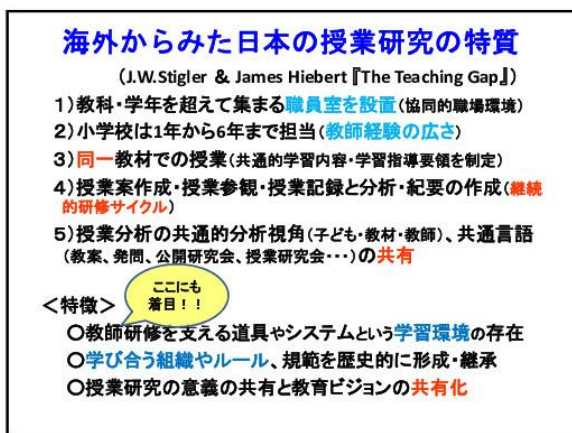 海外からみた日本の授業研究の特質
(J.W.Stigler & James Hiebert『The Teaching Gap』)
1)教科・学年を超えて集まる職員室を設置(協同的職場環境)
2)小学校は1年から6年まで担当(教師経験の広さ)
3)同一教材での授業(共通的学習内容・学習指導要領を制定)
4)授業案作成・授業参観・授業記録と分析・紀要の作成(継続
的研修サイクル)
5)授業分析の共通的分析視角(子ども・教材・教師)、共通言語
(教案、発問、公開研究会、授業研究会・・・)の共有
ここにも
着目!!
<特徴>
○教師研修を支える道具やシステムという学習環境の存在
○学び合う組織やルール、規範を歴史的に形成・継承
○授業研究の意義の共有と教育ビジョンの共有化